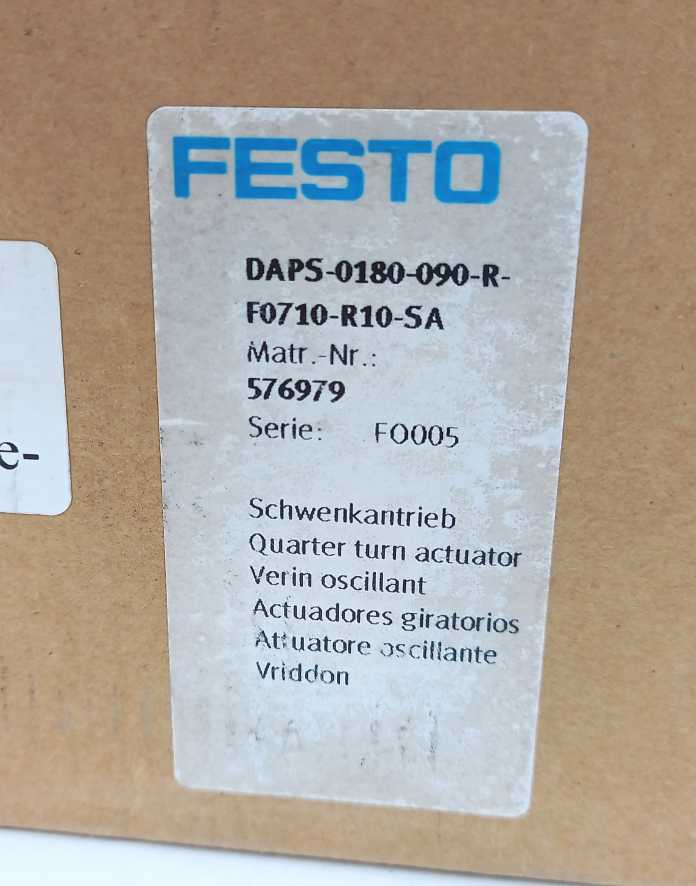 FESTO
DAPS-0180-090-R-
F0710-R10-SA
Matr.-Nr.:
576979
Serie: FO005
Schwenkantrieb
Quarter turn actuator
Verin oscillant
Actuadores giratorios
Attuatore oscillante
Vriddon
e-